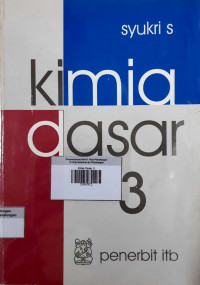 syukri s
kimia
dasar
3
penerbit itb